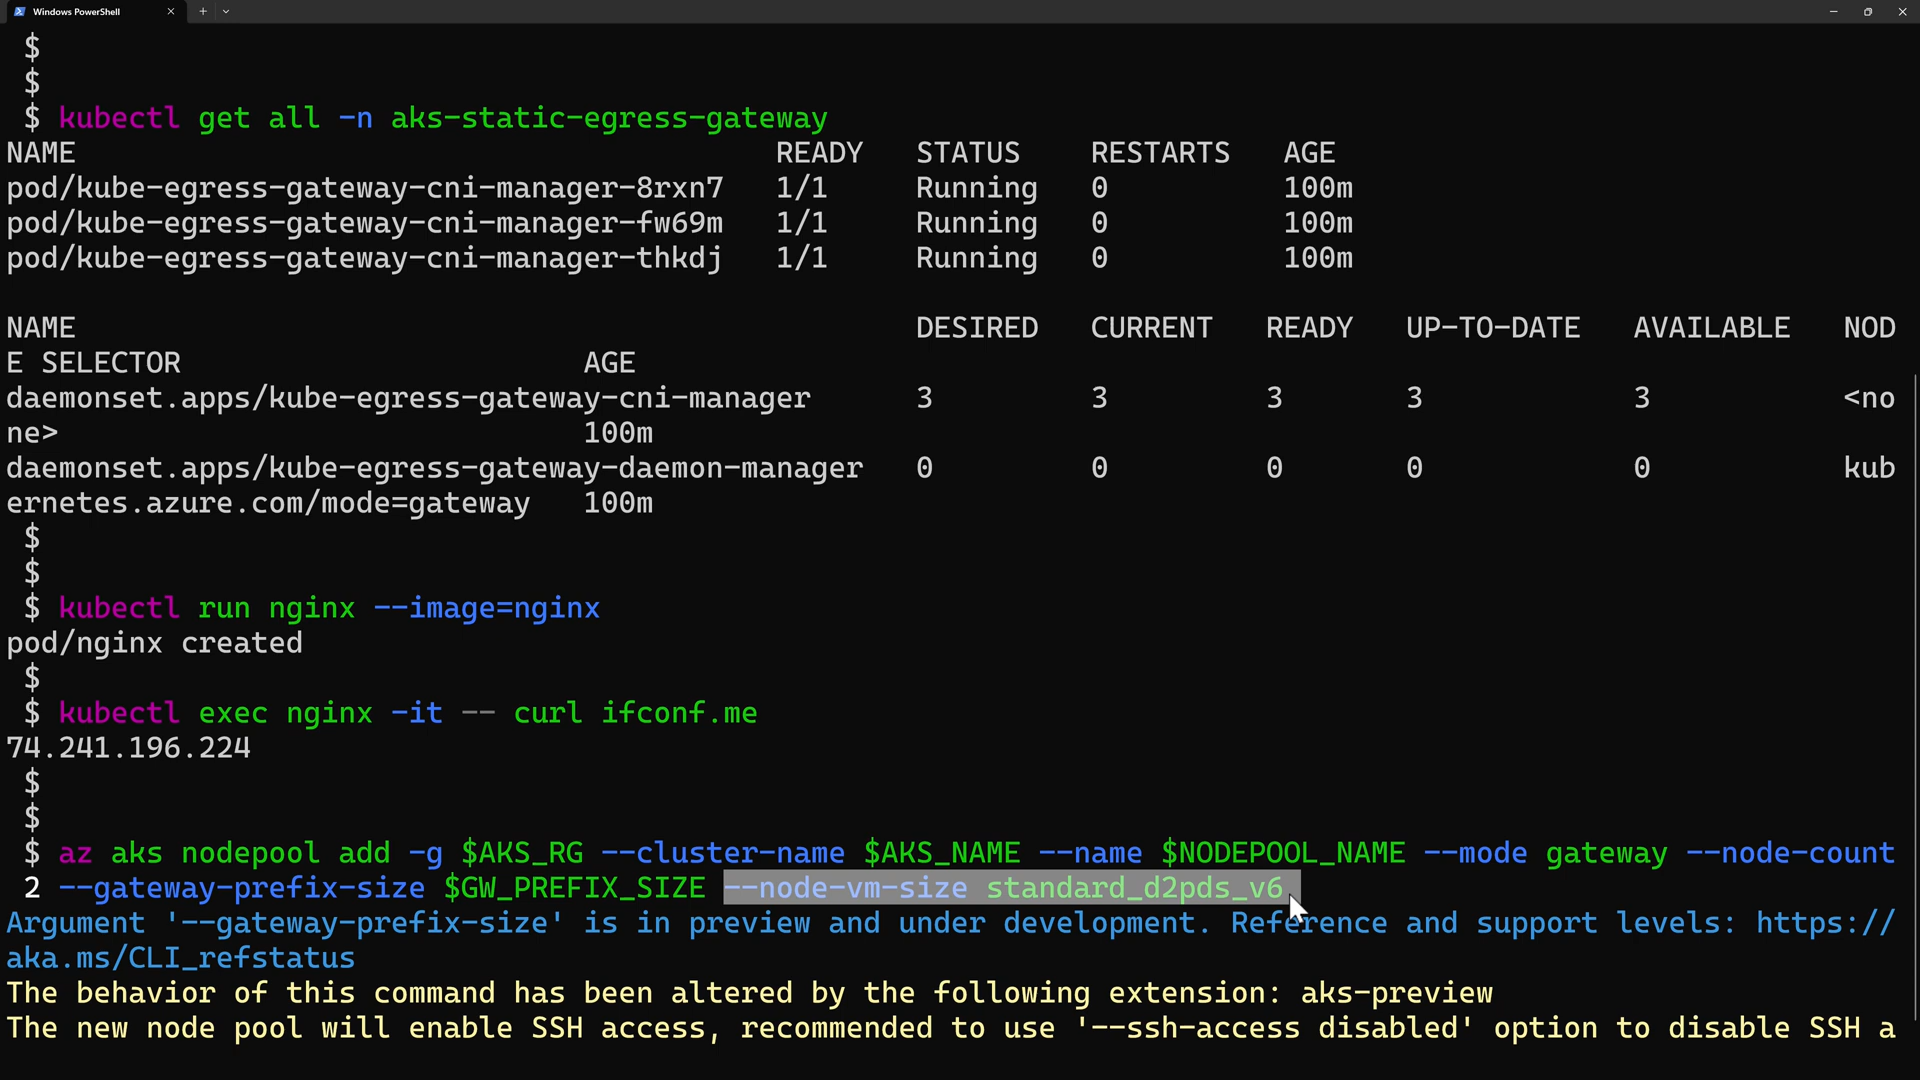 Windows PowerShell
$
$
$ kubectl get all -n aks-static-egress-gateway
NAME READY STATUS RESTARTS AGE
pod/kube-egress-gateway-cni-manager-8rxn7 1/1 Running 0 100m
pod/kube-egress-gateway-cni-manager-fw69m 1/1 Running 0 100m
pod/kube-egress-gateway-cni-manager-thkdj 1/1 Running 0 100m
NAME DESIRED CURRENT READY UP-TO-DATE AVAILABLE NOD
E SELECTOR AGE
daemonset.apps/kube-egress-gateway-cni-manager 3 3 3 3 3 <no
ne> 100m
daemonset.apps/kube-egress-gateway-daemon-manager 0 0 0 0 0 kub
ernetes.azure.com/mode=gateway 100m
$
$
$ kubectl run nginx --image=nginx
pod/nginx created
$
$ kubectl exec nginx -it -- curl ifconf.me
74.241.196.224
$
$
$ az aks nodepool add -g $AKS_RG --cluster-name $AKS_NAME --name $NODEPOOL_NAME --mode gateway --node-count
2 --gateway-prefix-size $GW_PREFIX_SIZE --node-vm-size standard_d2pds_v6
Argument '--gateway-prefix-size' is in preview and under development. Reference and support levels: https://
aka.ms/CLI_refstatus
The behavior of this command has been altered by the following extension: aks-preview
The new node pool will enable SSH access, recommended to use '--ssh-access disabled' option to disable SSH a